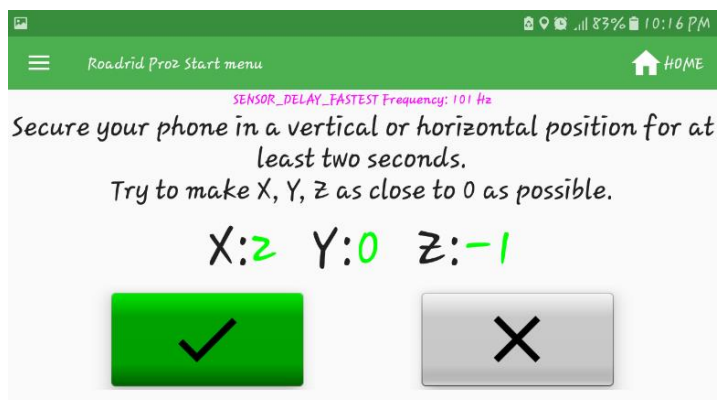 83% 10:16 PM
Roadrid Pro2 Start menu HOME
SENSOR_DELAY_FASTEST Frequency: 101 Hz
Secure your phone in a vertical or horizontal position for at
least two seconds.
Try to make X, Y, Z as close to 0 as possible.
X:2 Y:0 Z:-1